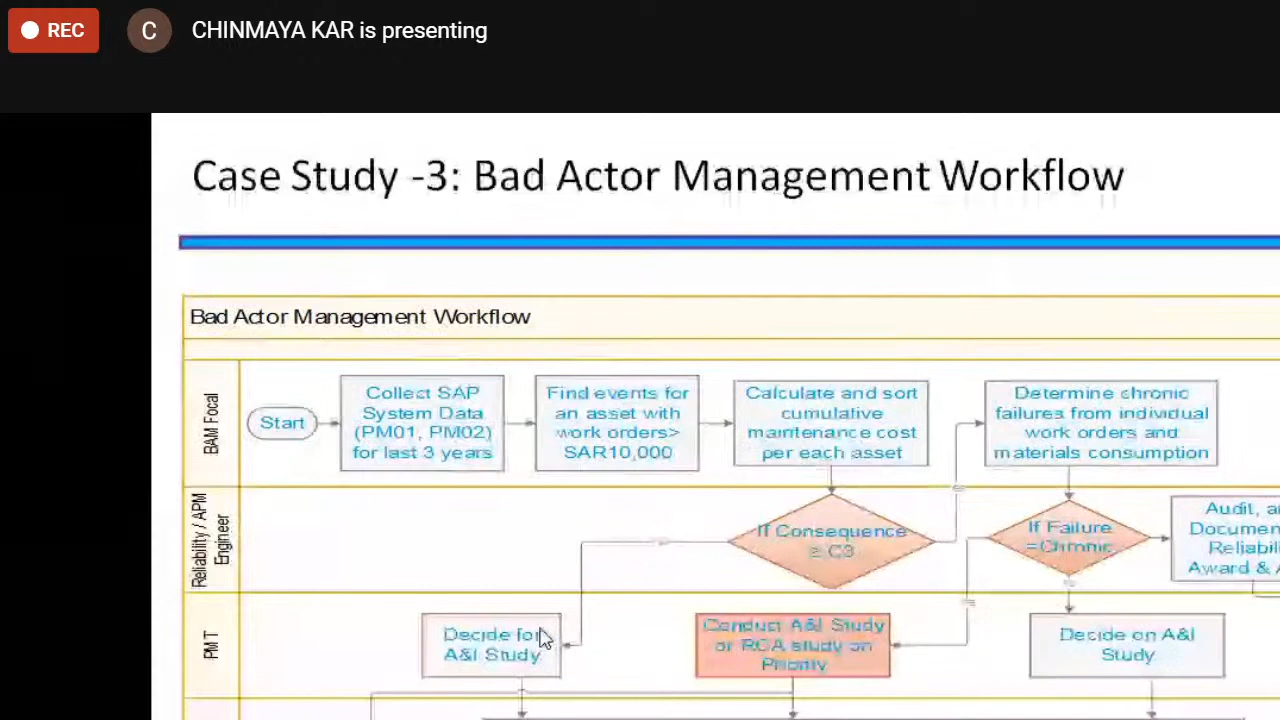 REC
C
CHINMAYA KAR is presenting
Case Study -3: Bad Actor Management Workflow
Bad Actor Management Workflow
BAM Focal
Start
Collect SAP
System Data
(PM01, PM02)
for last 3 years
Find events for
an asset with
work orders>
SAR10,000
Calculate and sort
cumulative
maintenance cost
per each asset
Determine chronic
failures from individual
work orders and
materials consumption
Reliability / APM
Engineer
If Consequence
≥ C3
If Failure
=Chronic
Audit,
Reliabil
Award &
PMT
Decide for
A&I Study
Conduct A&I Study
or RCA study on
Priority
Decide on A&I
Study